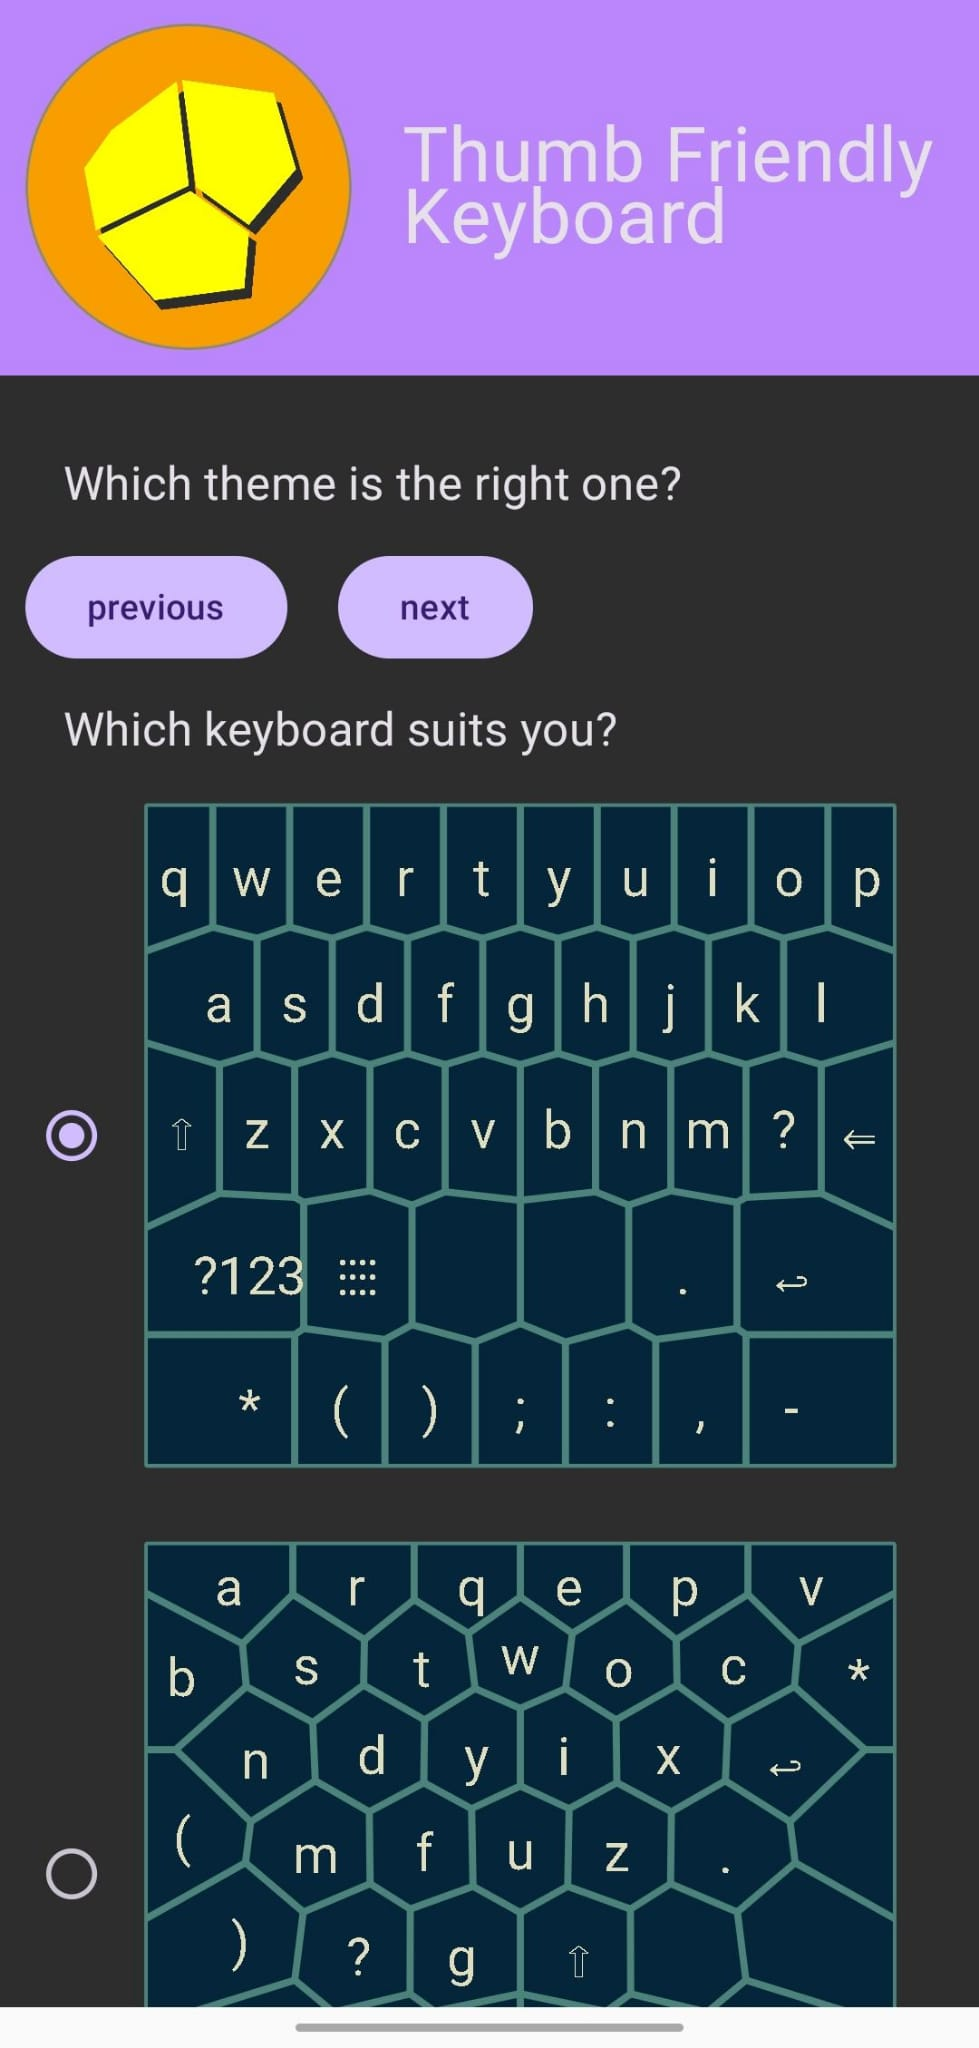 Thumb Friendly
Keyboard
Which theme is the right one?
previous next
Which keyboard suits you?
q w e r t y u i o p
a s d f g h j k l
⇧ z x c v b n m ? ⇐
?123 . ↩
* ( ) ; : , -
a r q e p v
b s t w o c *
n d y i x ↩
( m f u z .
) ? g ⇧